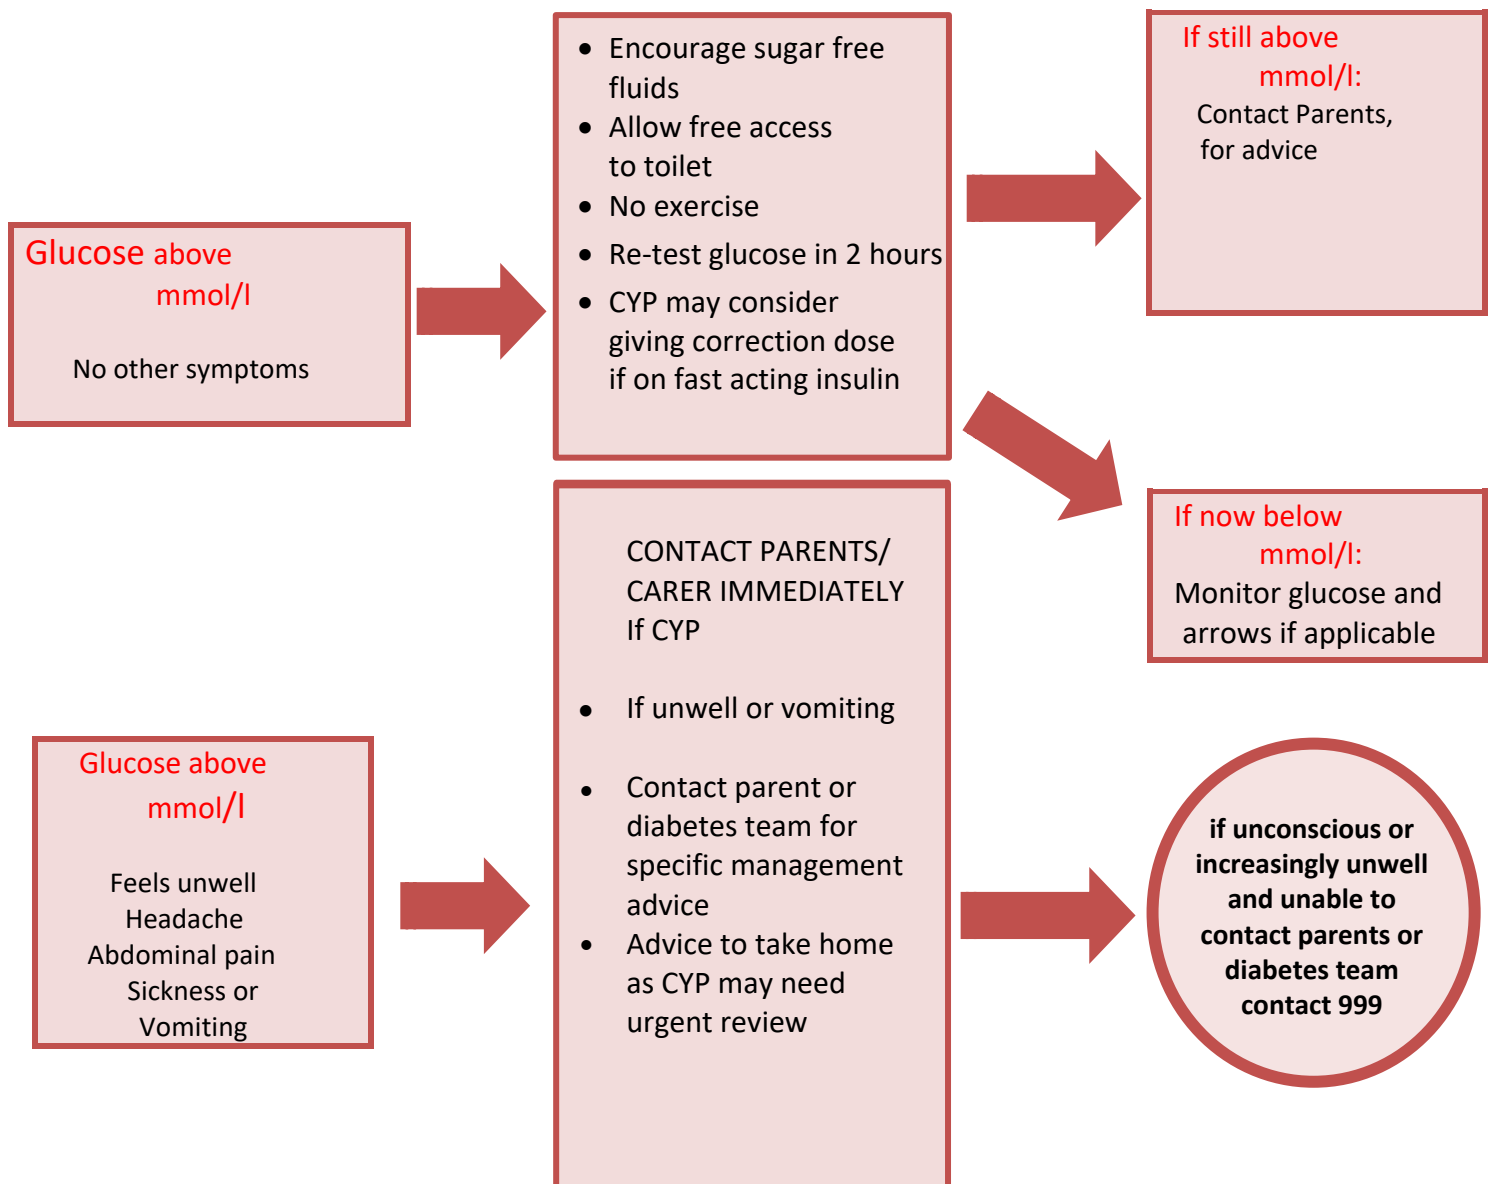 Glucose above
mmol/l
No other symptoms
• Encourage sugar free
fluids
• Allow free access
to toilet
• No exercise
• Re-test glucose in 2 hours
• CYP may consider
giving correction dose
if on fast acting insulin
If still above
mmol/l:
Contact Parents,
for advice
If now below
mmol/l:
Monitor glucose and
arrows if applicable
Glucose above
mmol/l
Feels unwell
Headache
Abdominal pain
Sickness or
Vomiting
CONTACT PARENTS/
CARER IMMEDIATELY
If CYP
• If unwell or vomiting
• Contact parent or
diabetes team for
specific management
advice
• Advice to take home
as CYP may need
urgent review
if unconscious or
increasingly unwell
and unable to
contact parents or
diabetes team
contact 999